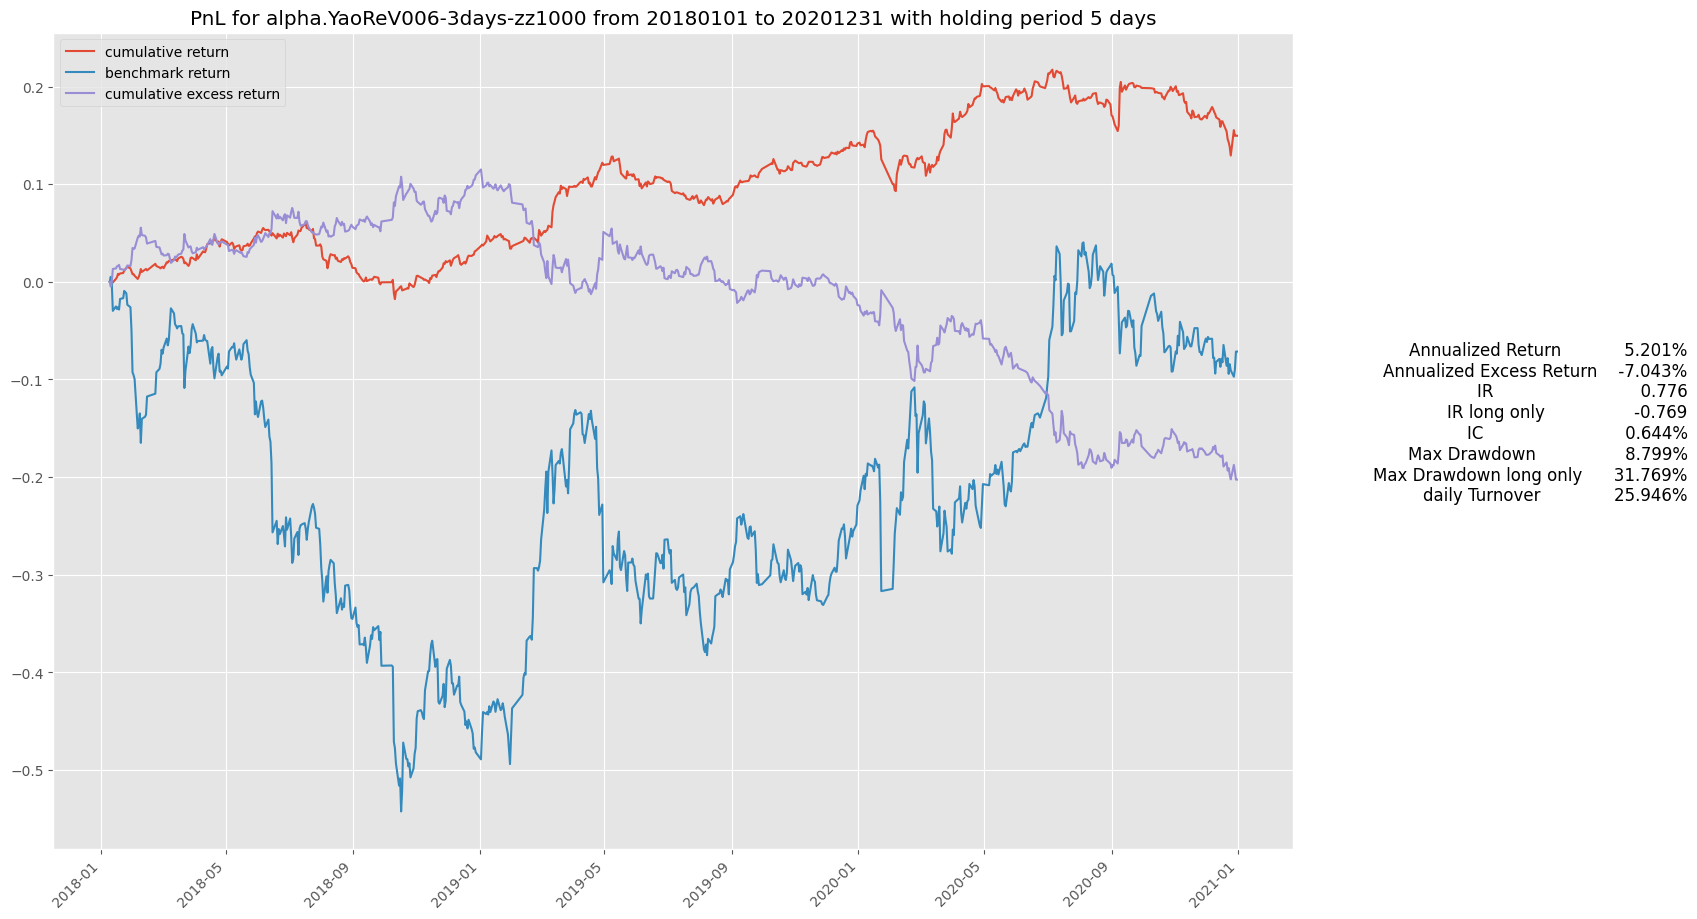 PnL for alpha.YaoReV006-3days-zz1000 from 20180101 to 20201231 with holding period 5 days
cumulative return
benchmark return
cumulative excess return
0.2
0.1
0.0
−0.1
−0.2
−0.3
−0.4
−0.5
2018-01
2018-05
2018-09
2019-01
2019-05
2019-09
2020-01
2020-05
2020-09
2021-01
Annualized Return 5.201%
Annualized Excess Return -7.043%
IR 0.776
IR long only -0.769
IC 0.644%
Max Drawdown 8.799%
Max Drawdown long only 31.769%
daily Turnover 25.946%